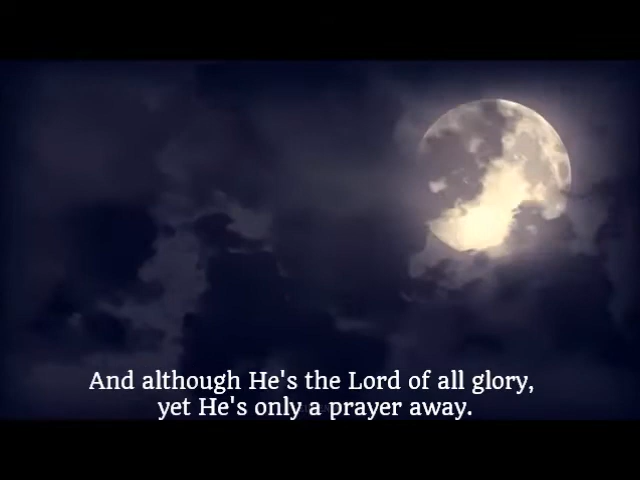 And although He's the Lord of all glory,
yet He's only a prayer away.